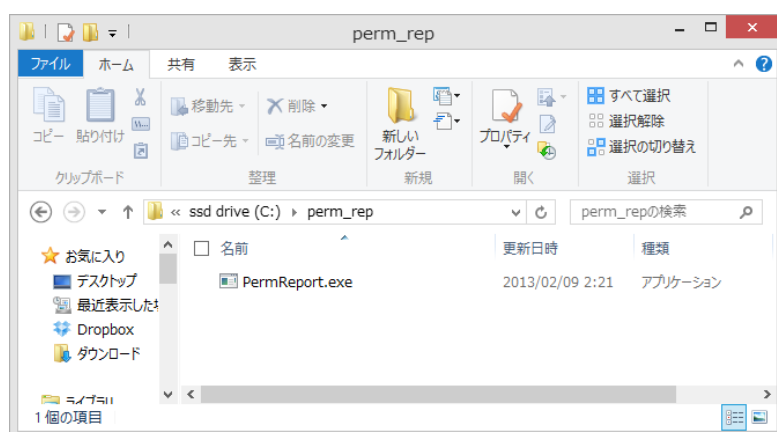 perm_rep
ファイル ホーム 共有 表示
コピー 貼り付け 移動先 コピー先 削除 名前の変更 新しい フォルダー プロパティ すべて選択 選択解除 選択の切り替え
クリップボード 整理 新規 開く 選択
« ssd drive (C:) perm_rep perm_repの検索
お気に入り
デスクトップ
最近表示した
Dropbox
ダウンロード
ライブラリ
名前 更新日時 種類
PermReport.exe 2013/02/09 2:21 アプリケーション
1 個の項目